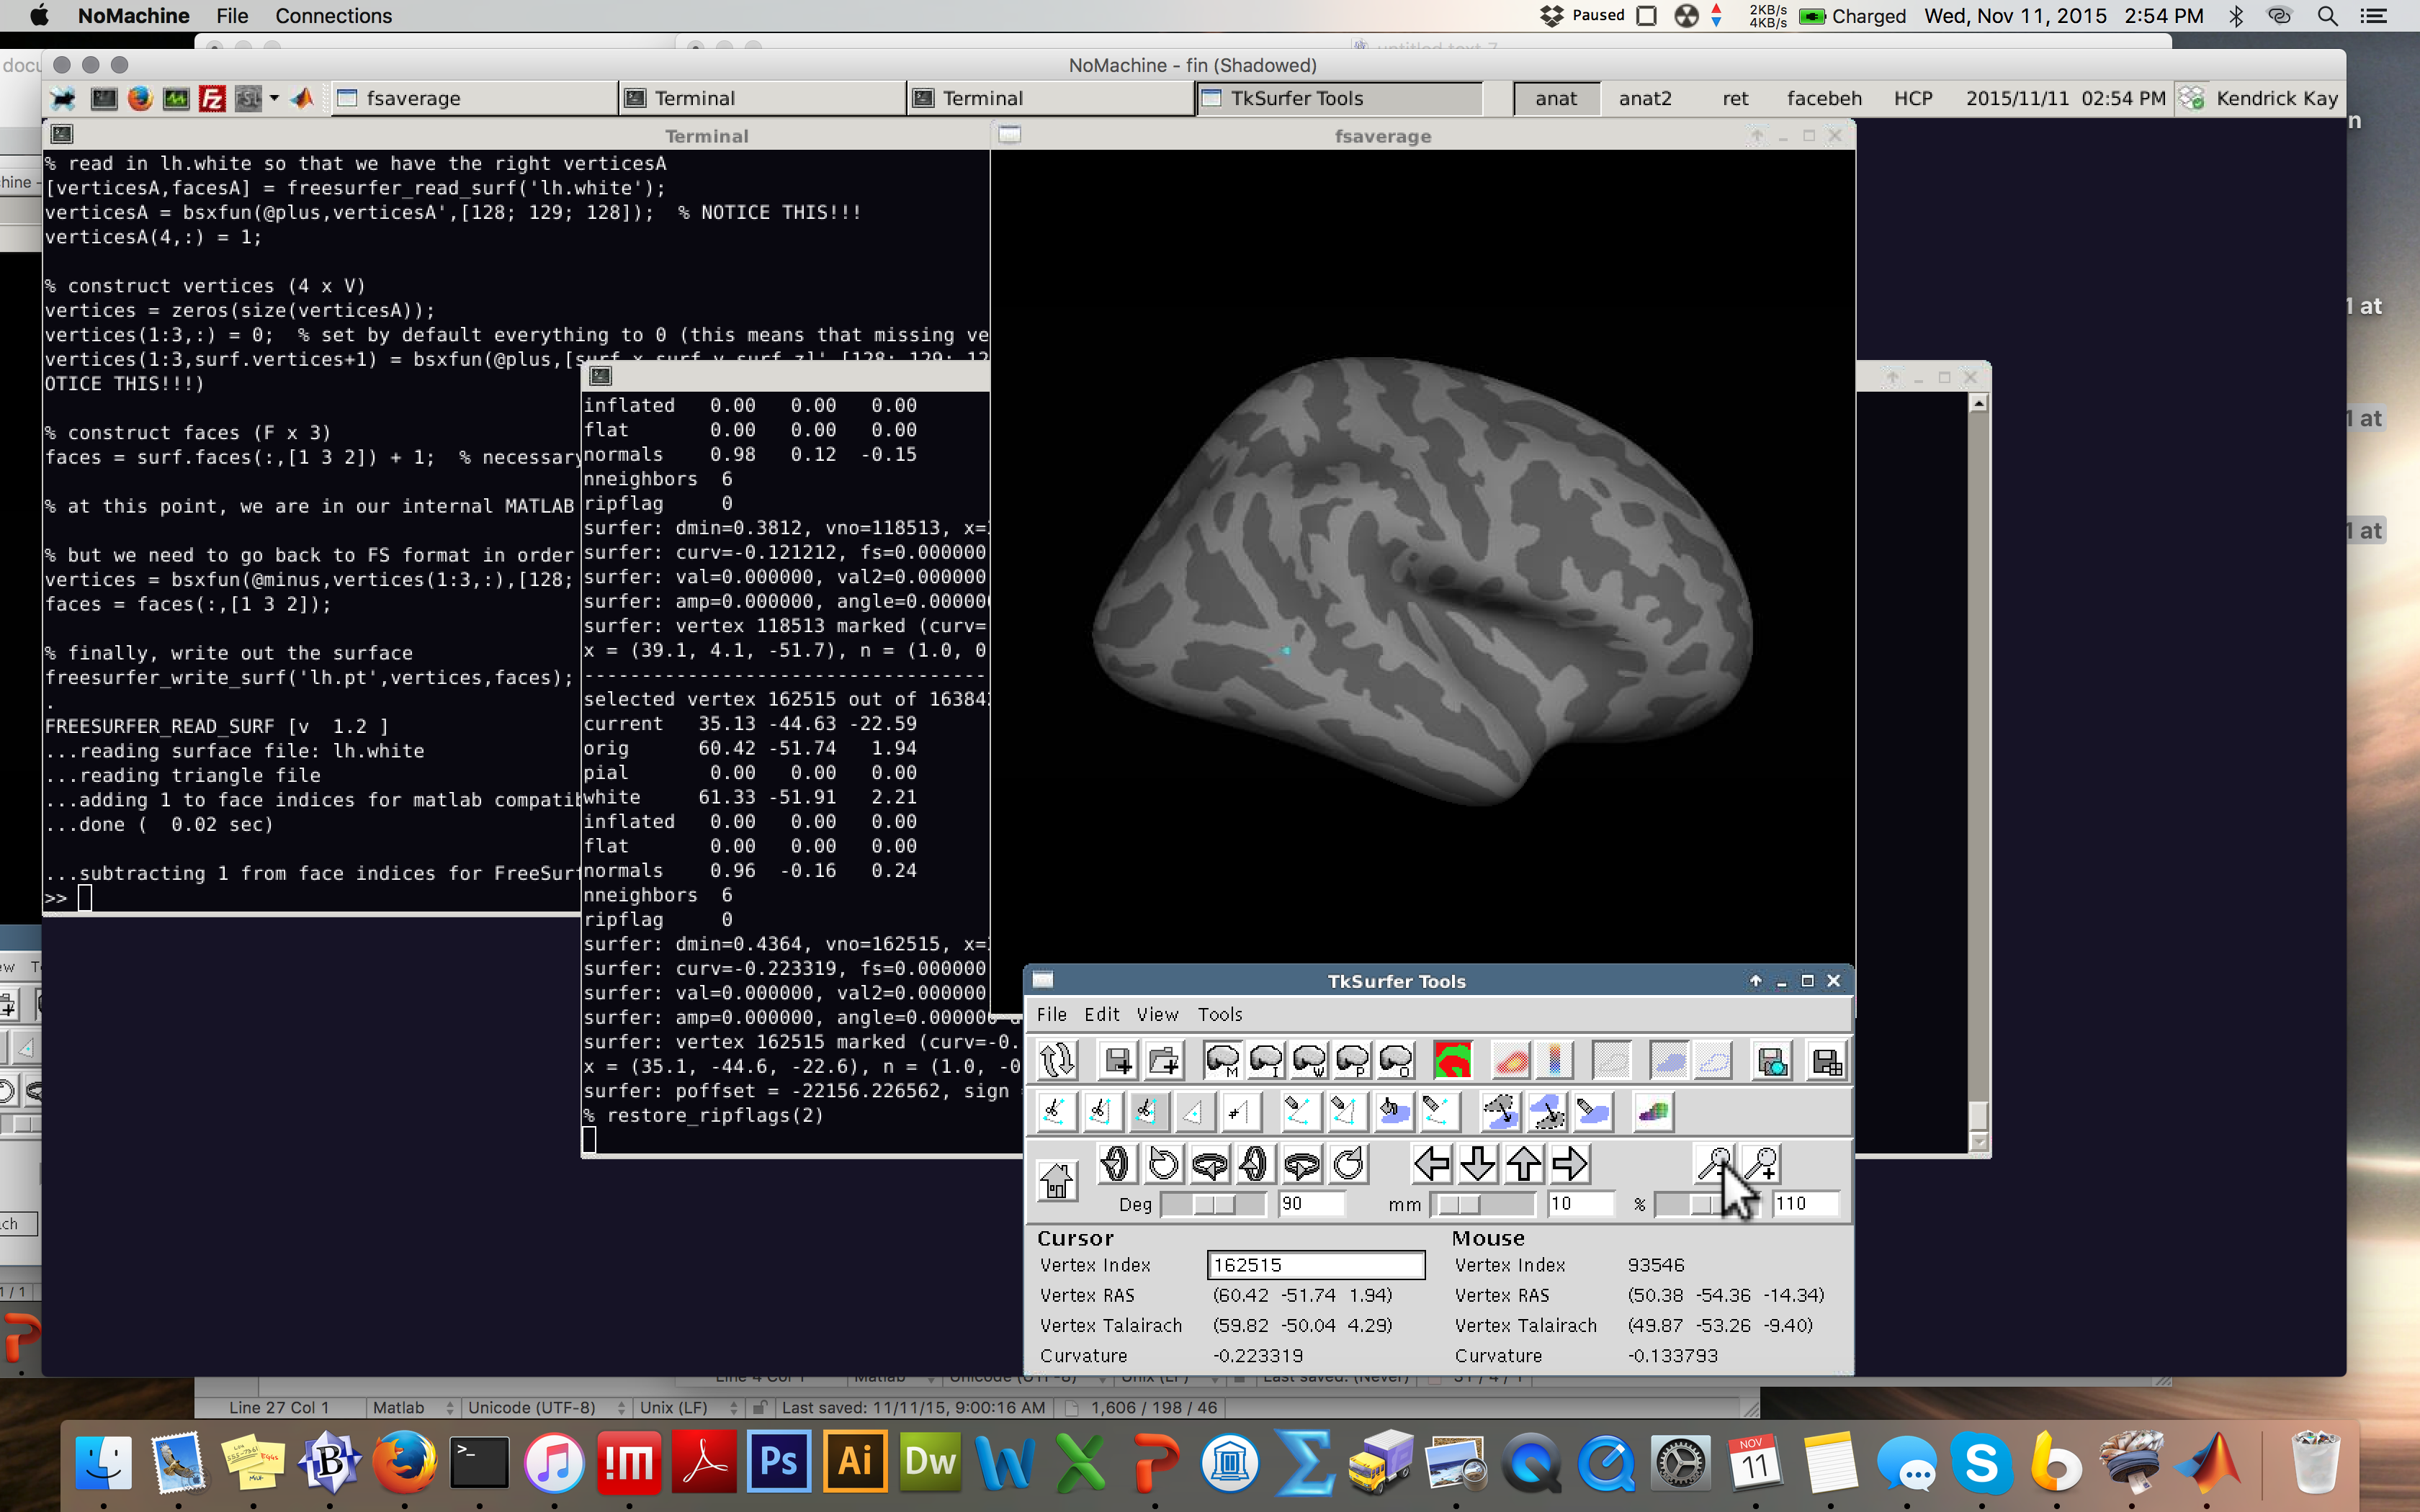 NoMachine File Connections
Paused 2KB/s 4KB/s Charged Wed, Nov 11, 2015 2:54 PM
NoMachine - fin (Shadowed)
fsaverage Terminal Terminal TkSurfer Tools anat anat2 ret facebeh HCP 2015/11/11 02:54 PM Kendrick Kay
Terminal
% read in lh.white so that we have the right verticesA
[verticesA,facesA] = freesurfer_read_surf('lh.white');
verticesA = bsxfun(@plus,verticesA',[128; 129; 128]);  % NOTICE THIS!!!
verticesA(4,:) = 1;
% construct vertices (4 x V)
vertices = zeros(size(verticesA));
vertices(1:3,:) = 0;  % set by default everything to 0 (this means that missing ve
vertices(1:3,surf.vertices+1) = bsxfun(@plus,[surf.x surf.y surf.z]',[128; 129; 12
OTICE THIS!!!)
% construct faces (F x 3)
faces = surf.faces(:,[1 3 2]) + 1;  % necessary
% at this point, we are in our internal MATLAB
% but we need to go back to FS format in order
vertices = bsxfun(@minus,vertices(1:3,:),[128;
faces = faces(:,[1 3 2]);
% finally, write out the surface
freesurfer_write_surf('lh.pt',vertices,faces);
.
FREESURFER_READ_SURF [v  1.2 ]
...reading surface file: lh.white
...reading triangle file
...adding 1 to face indices for matlab compatib
...done (  0.02 sec)
...subtracting 1 from face indices for FreeSurf
>>
inflated 0.00 0.00 0.00
flat 0.00 0.00 0.00
normals 0.98 0.12 -0.15
nneighbors 6
ripflag 0
surfer: dmin=0.3812, vno=118513, x=
surfer: curv=-0.121212, fs=0.000000
surfer: val=0.000000, val2=0.000000
surfer: amp=0.000000, angle=0.00000
surfer: vertex 118513 marked (curv=
x = (39.1, 4.1, -51.7), n = (1.0, 0
-----------------------------------
selected vertex 162515 out of 16384
current 35.13 -44.63 -22.59
orig 60.42 -51.74 1.94
pial 0.00 0.00 0.00
white 61.33 -51.91 2.21
inflated 0.00 0.00 0.00
flat 0.00 0.00 0.00
normals 0.96 -0.16 0.24
nneighbors 6
ripflag 0
surfer: dmin=0.4364, vno=162515, x=
surfer: curv=-0.223319, fs=0.000000
surfer: val=0.000000, val2=0.000000
surfer: amp=0.000000, angle=0.000000
surfer: vertex 162515 marked (curv=-0.
x = (35.1, -44.6, -22.6), n = (1.0, -0
surfer: poffset = -22156.226562, sign
% restore_ripflags(2)
fsaverage
TkSurfer Tools
File Edit View Tools
M I W P O
Deg 90 mm 10 % 110
Cursor Mouse
Vertex Index 162515 Vertex Index 93546
Vertex RAS (60.42 -51.74 1.94) Vertex RAS (50.38 -54.36 -14.34)
Vertex Talairach (59.82 -50.04 4.29) Vertex Talairach (49.87 -53.26 -9.40)
Curvature -0.223319 Curvature -0.133793
1 at
1 at
1 at
Line 27 Col 1 Matlab Unicode (UTF-8) Unix (LF) Last saved: 11/11/15, 9:00:16 AM 1,606 / 198 / 46
!M Ps Ai Dw NOV 11